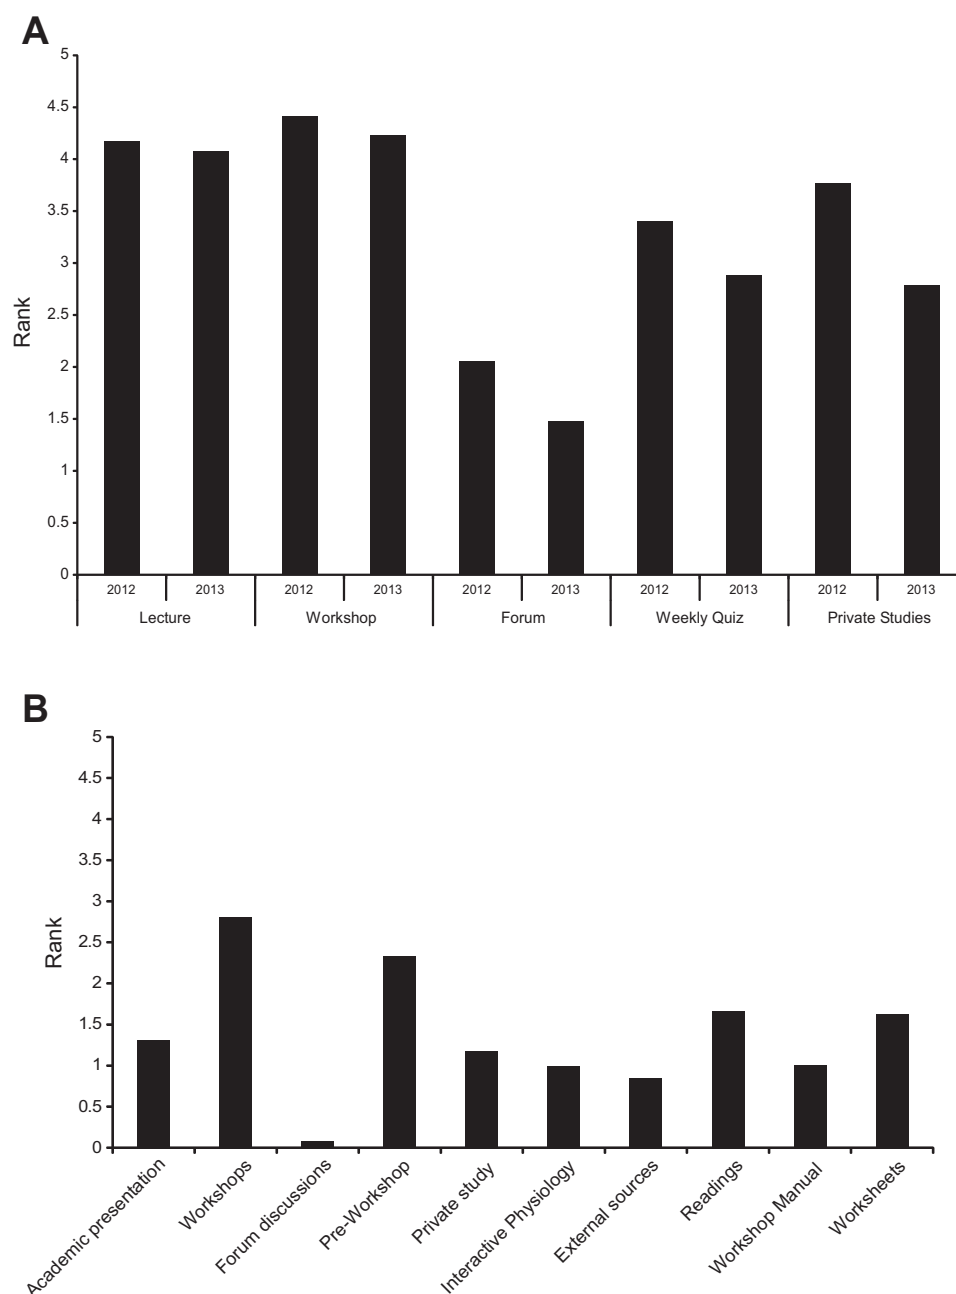 A
5
4.5
4
3.5
3
2.5
2
1.5
1
0.5
0
Rank
2012 2013 2012 2013 2012 2013 2012 2013 2012 2013
Lecture Workshop Forum Weekly Quiz Private Studies
B
5
4.5
4
3.5
3
2.5
2
1.5
1
0.5
0
Rank
Academic presentation
Workshops
Forum discussions
Pre-Workshop
Private study
Interactive Physiology
External sources
Readings
Workshop Manual
Worksheets